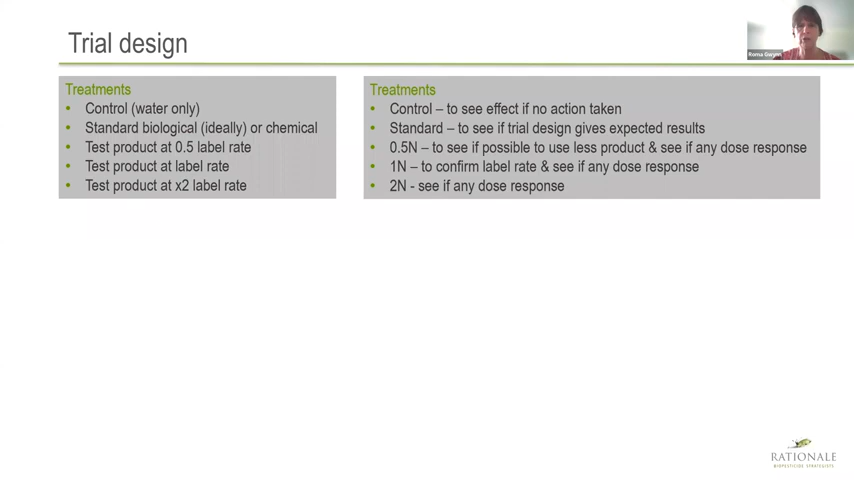 Trial design
Roma Gwynn
Treatments
• Control (water only)
• Standard biological (ideally) or chemical
• Test product at 0.5 label rate
• Test product at label rate
• Test product at x2 label rate
Treatments
• Control – to see effect if no action taken
• Standard – to see if trial design gives expected results
• 0.5N – to see if possible to use less product & see if any dose response
• 1N – to confirm label rate & see if any dose response
• 2N - see if any dose response
RATIONALE
BIOPESTICIDE STRATEGISTS